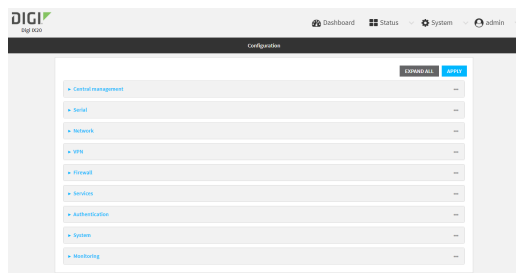 DIGI
Digi IX20
Dashboard Status System admin
Configuration
EXPAND ALL APPLY
Central management
Serial
Network
VPN
Firewall
Services
Authentication
System
Monitoring